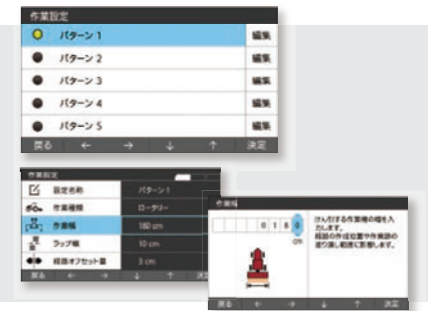 作業設定
パターン 1 編集
パターン 2 編集
パターン 3 編集
パターン 4 編集
パターン 5 編集
戻る ← → ↓ ↑ 決定
作業設定
設定名称 パターン 1
作業種類 ロータリー
作業幅 180 cm
ラップ幅 10 cm
経路オフセット量 3 cm
戻る ← → ↓ ↑ 決
作業幅
0 1 8 0
cm
けん引する作業機の幅を入
力します。
経路の作成位置や作業跡の
塗り潰し範囲に影響します。
戻る ← → ↓ ↑ 決定